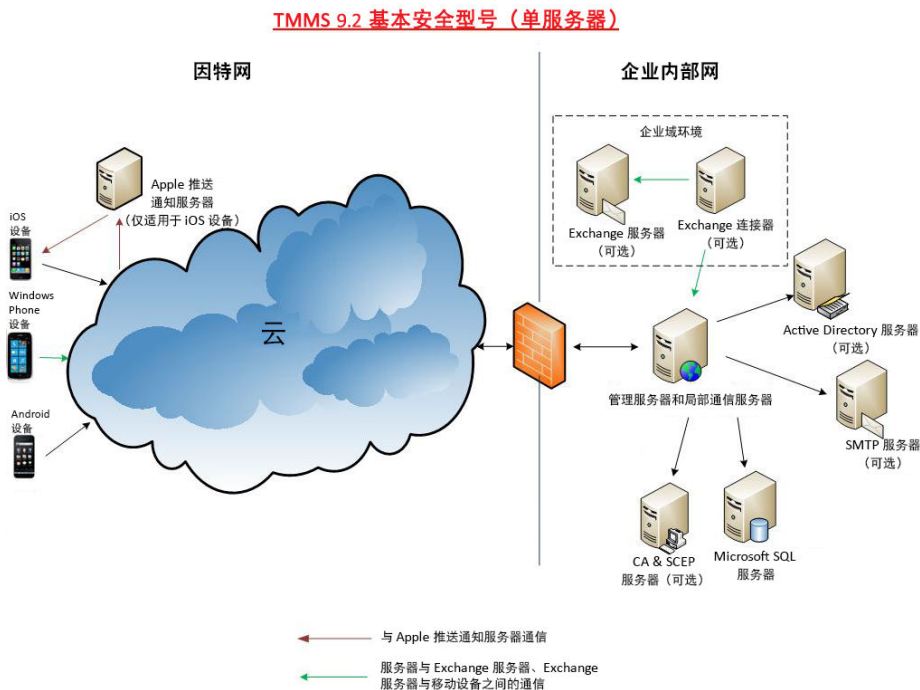 TMMS 9.2 基本安全型号（单服务器）
因特网
企业内部网
企业域环境
Apple 推送
通知服务器
（仅适用于 iOS 设备）
iOS
设备
Exchange 服务器
（可选）
Exchange 连接器
（可选）
Windows
Phone
设备
云
Active Directory 服务器
（可选）
管理服务器和局部通信服务器
Android
设备
SMTP 服务器
（可选）
CA & SCEP
服务器（可选）
Microsoft SQL
服务器
与 Apple 推送通知服务器通信
服务器与 Exchange 服务器、Exchange
服务器与移动设备之间的通信